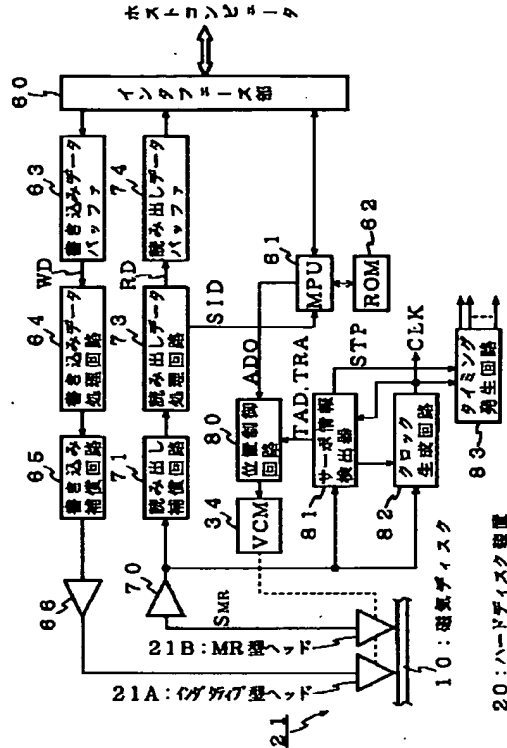 ホストコンピュータ
60
インタフェース部
63
書き込みデータ
バッファ
WD
64
書き込みデータ
処理回路
65
書き込み
補償回路
66
74
読み出しデータ
バッファ
RD
73
読み出しデータ
処理回路
71
読み出し
補償回路
70
SID
61
MPU
62
ROM
ADO
80
位置制御
回路
34
VCM
TAD,TRA
81
サーボ情報
検出器
STP
82
クロック
生成回路
CLK
83
タイミング
発生回路
SMR
21B:MR型ヘッド
21A:インダクティブ型ヘッド
21
10:磁気ディスク
20:ハードディスク装置